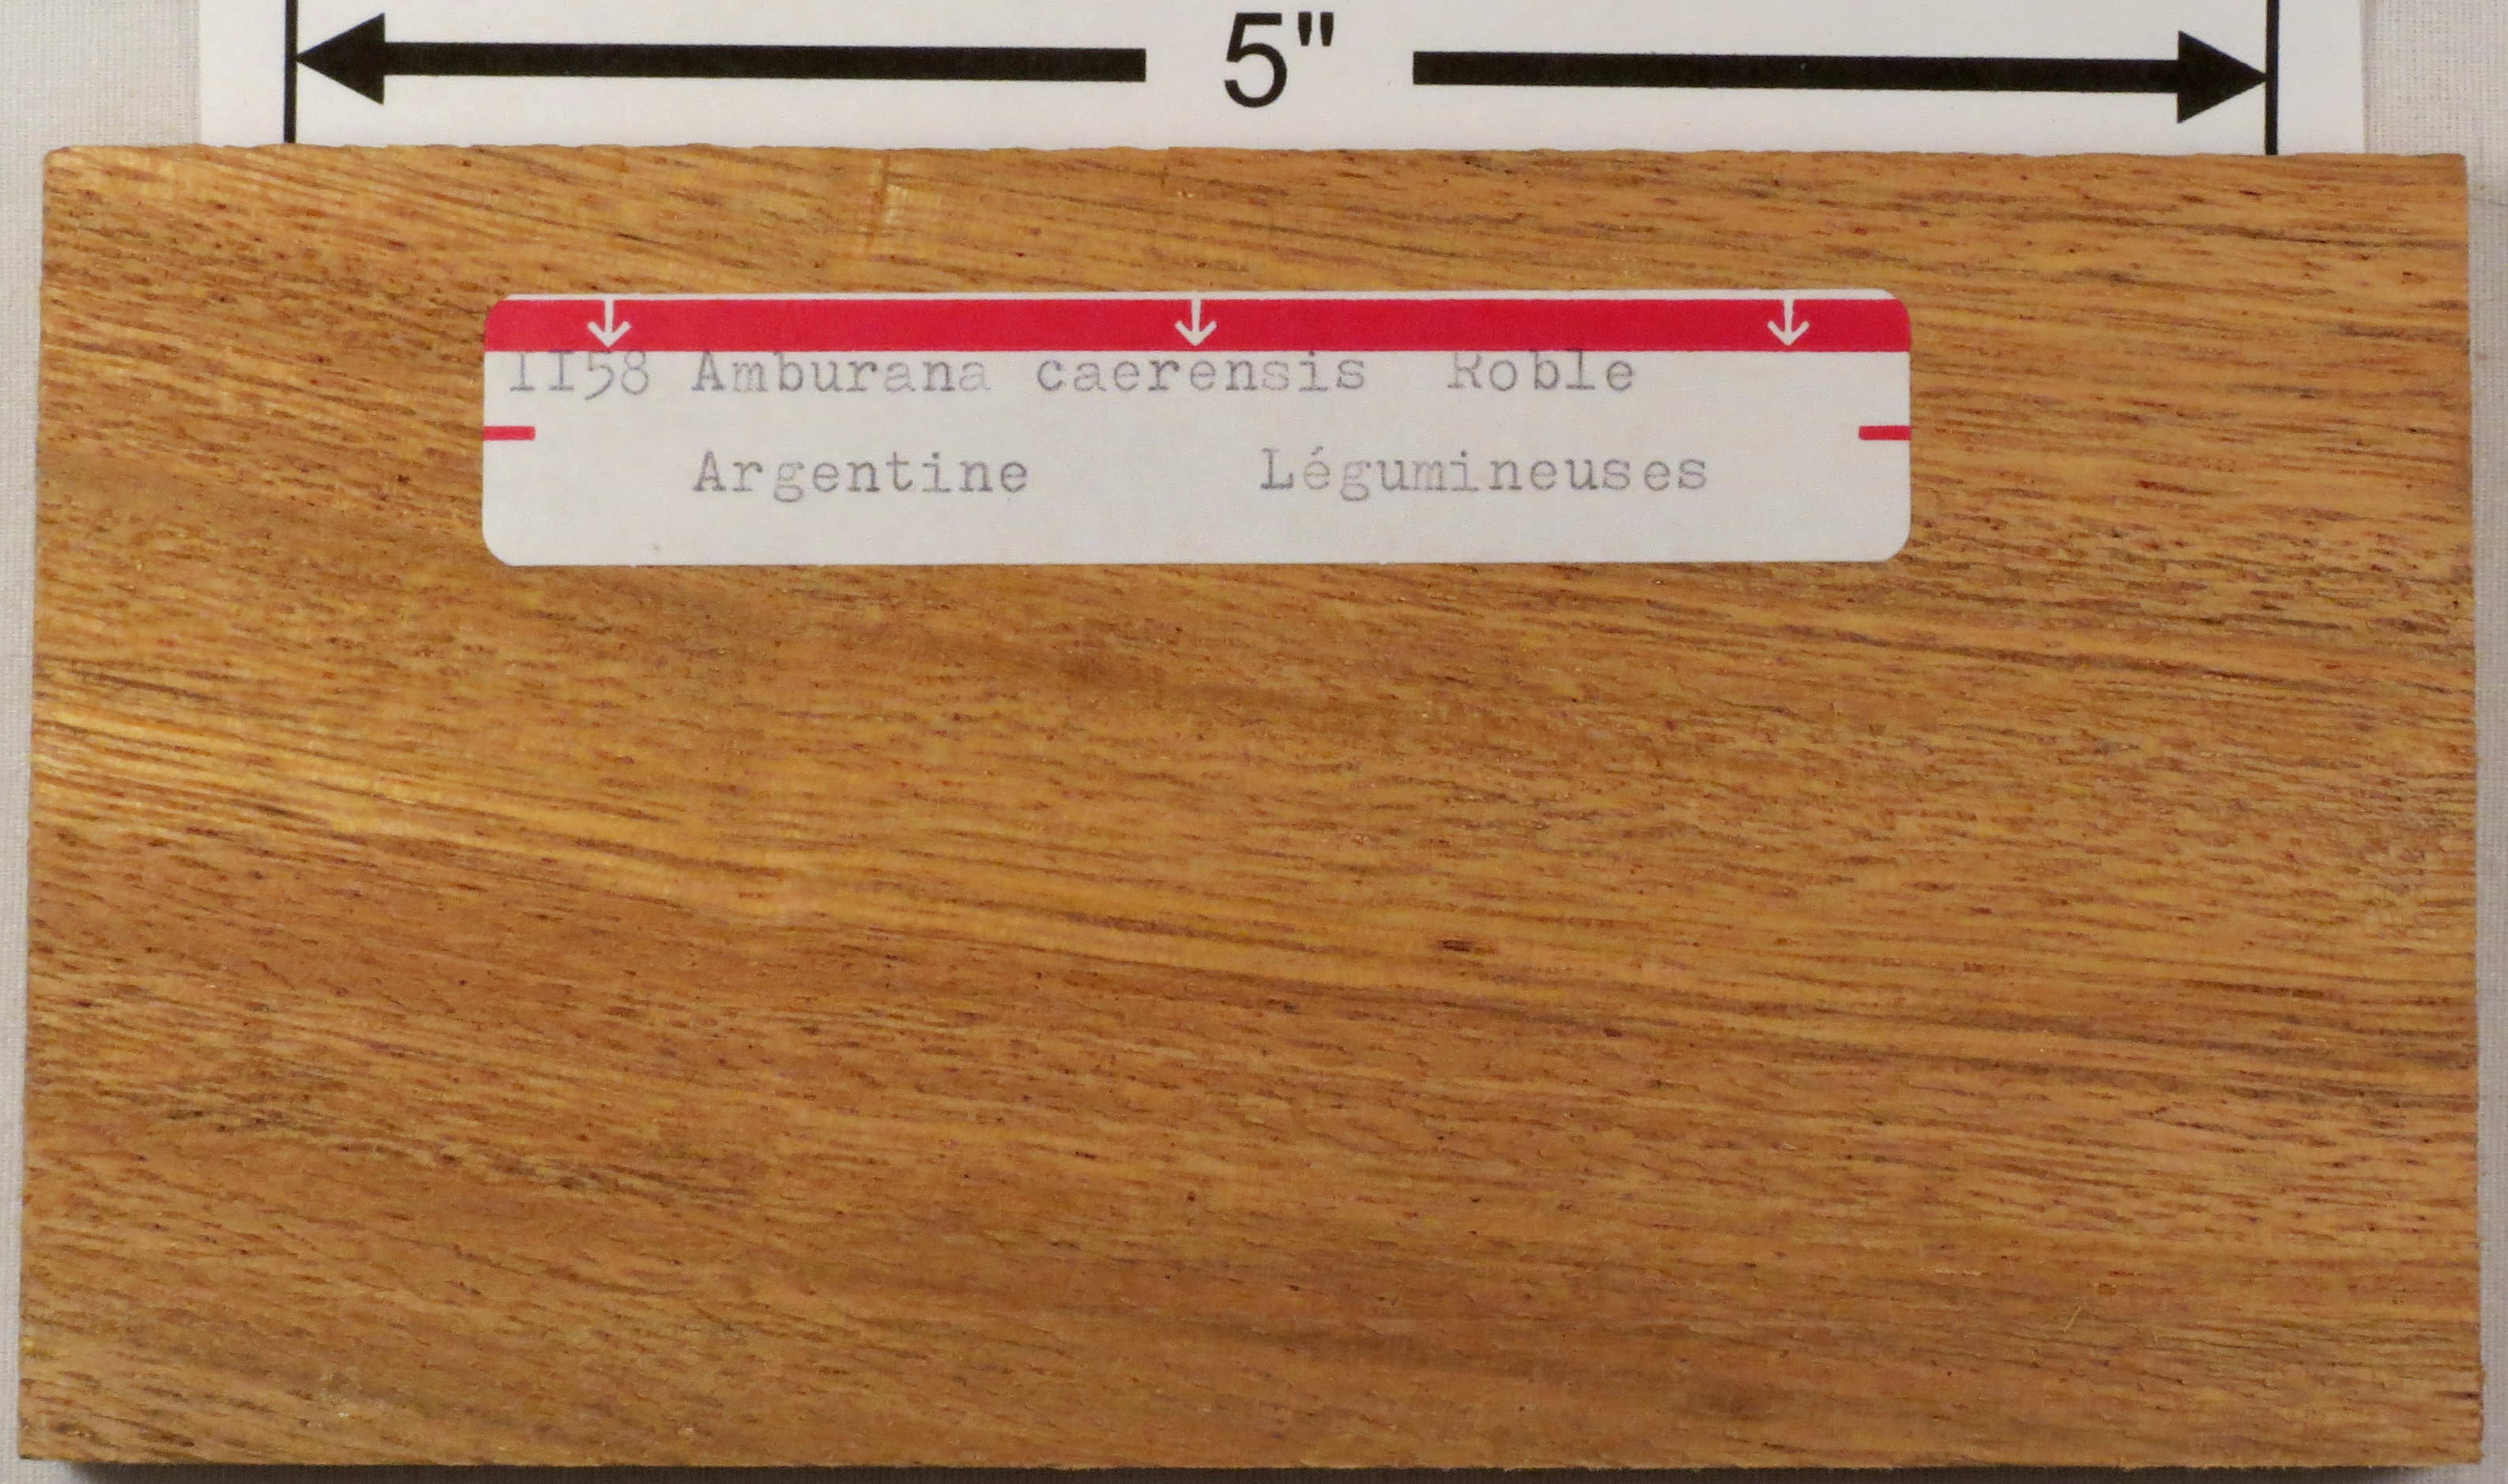 5"
1158 Amburana caerensis Roble
Argentine Légumineuses